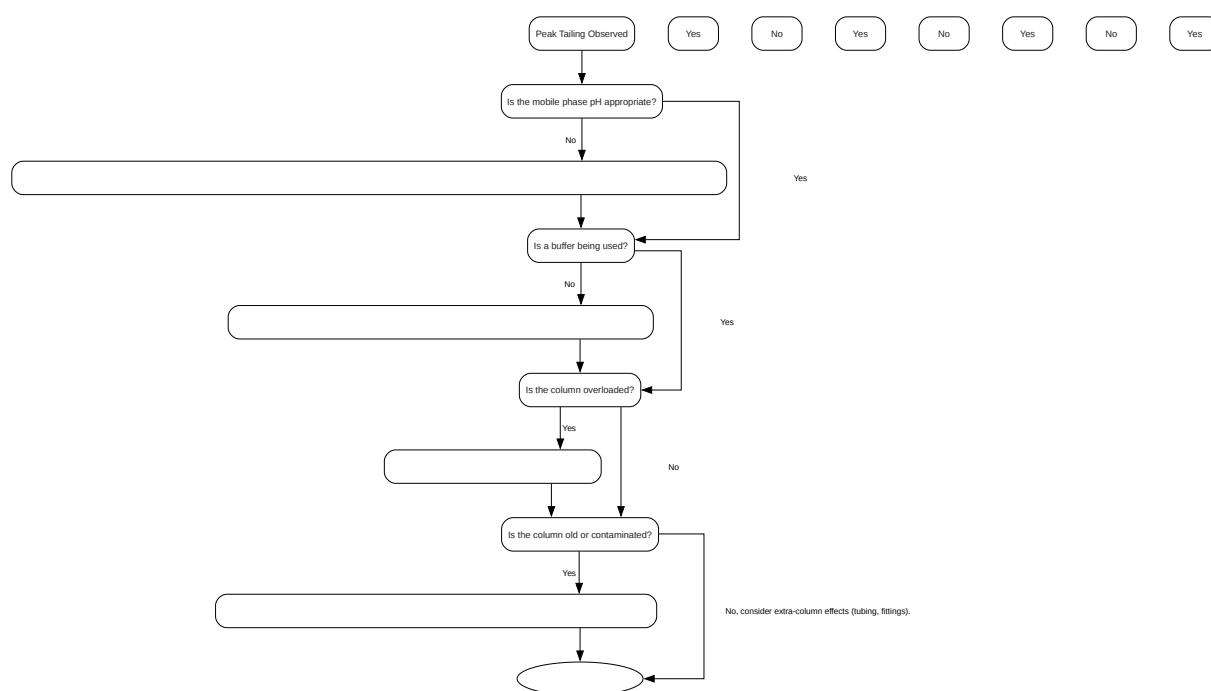 Peak Tailing Observed
Yes
No
Yes
No
Yes
No
Yes
Is the mobile phase pH appropriate?
No
Yes
Is a buffer being used?
No
Yes
Is the column overloaded?
Yes
No
Is the column old or contaminated?
Yes
No, consider extra-column effects (tubing, fittings).